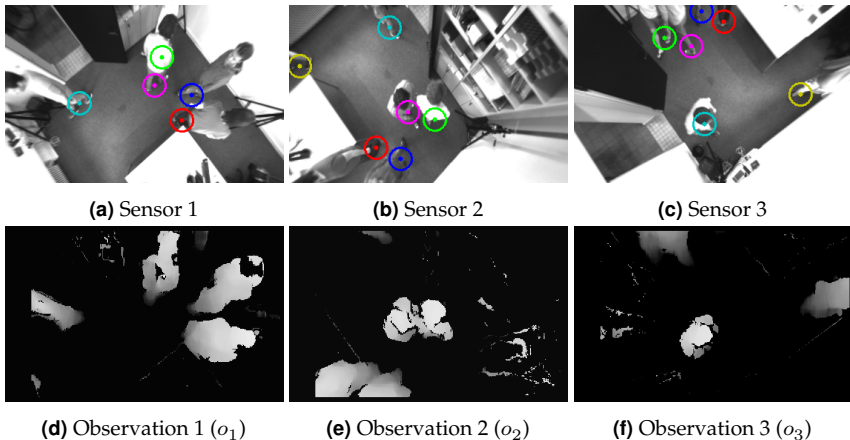 (a) Sensor 1
(b) Sensor 2
(c) Sensor 3
(d) Observation 1 (o₁)
(e) Observation 2 (o₂)
(f) Observation 3 (o₃)